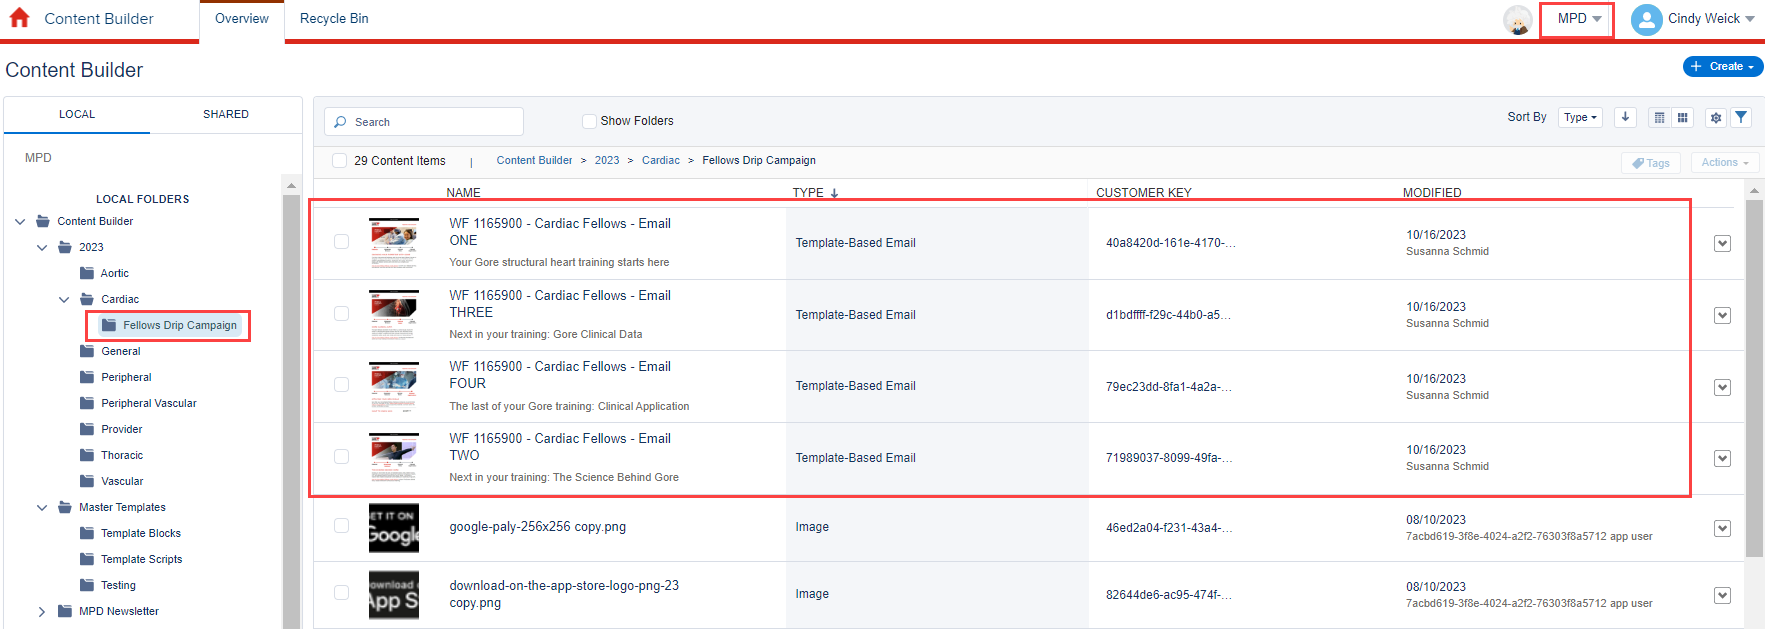 Content Builder
Overview
Recycle Bin
MPD
Cindy Weick
Content Builder
Create
LOCAL
SHARED
Search
Show Folders
Sort By
Type
MPD
29 Content Items | Content Builder > 2023 > Cardiac > Fellows Drip Campaign
Tags
Actions
LOCAL FOLDERS
Content Builder
2023
Aortic
Cardiac
Fellows Drip Campaign
General
Peripheral
Peripheral Vascular
Provider
Thoracic
Vascular
Master Templates
Template Blocks
Template Scripts
Testing
MPD Newsletter
NAME
TYPE
CUSTOMER KEY
MODIFIED
WF 1165900 - Cardiac Fellows - Email
ONE
Your Gore structural heart training starts here
Template-Based Email
40a8420d-161e-4170-...
10/16/2023
Susanna Schmid
WF 1165900 - Cardiac Fellows - Email
THREE
Next in your training: Gore Clinical Data
Template-Based Email
d1bdffff-f29c-44b0-a5...
10/16/2023
Susanna Schmid
WF 1165900 - Cardiac Fellows - Email
FOUR
The last of your Gore training: Clinical Application
Template-Based Email
79ec23dd-8fa1-4a2a-...
10/16/2023
Susanna Schmid
WF 1165900 - Cardiac Fellows - Email
TWO
Next in your training: The Science Behind Gore
Template-Based Email
71989037-8099-49fa-...
10/16/2023
Susanna Schmid
ET IT ON
Google
google-paly-256x256 copy.png
Image
46ed2a04-f231-43a4-...
08/10/2023
7acbd619-3f8e-4024-a2f2-76303f8a5712 app user
ownload
App S
download-on-the-app-store-logo-png-23
copy.png
Image
82644de6-ac95-474f-...
08/10/2023
7acbd619-3f8e-4024-a2f2-76303f8a5712 app user